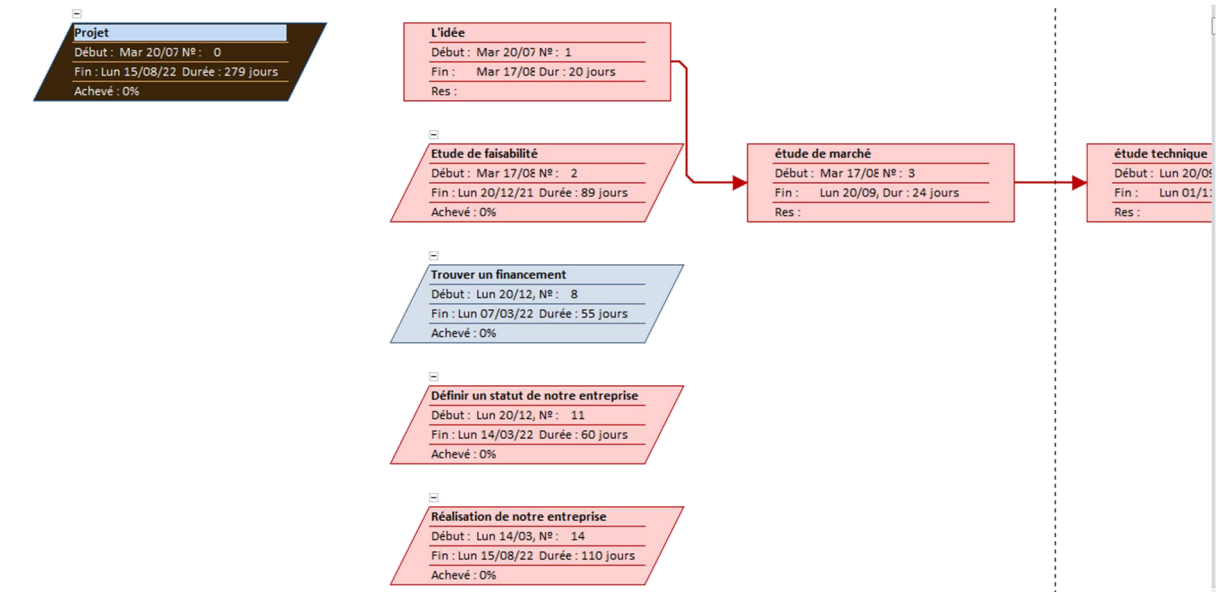 Projet
Début : Mar 20/07 Nº : 0
Fin : Lun 15/08/22 Durée : 279 jours
Achevé : 0%
L'idée
Début : Mar 20/07 Nº : 1
Fin : Mar 17/08 Dur : 20 jours
Res :
Etude de faisabilité
Début : Mar 17/08 Nº : 2
Fin : Lun 20/12/21 Durée : 89 jours
Achevé : 0%
étude de marché
Début : Mar 17/08 Nº : 3
Fin : Lun 20/09, Dur : 24 jours
Res :
étude technique
Début : Lun 20/09
Fin : Lun 01/11
Res :
Trouver un financement
Début : Lun 20/12, Nº : 8
Fin : Lun 07/03/22 Durée : 55 jours
Achevé : 0%
Définir un statut de notre entreprise
Début : Lun 20/12, Nº : 11
Fin : Lun 14/03/22 Durée : 60 jours
Achevé : 0%
Réalisation de notre entreprise
Début : Lun 14/03, Nº : 14
Fin : Lun 15/08/22 Durée : 110 jours
Achevé : 0%